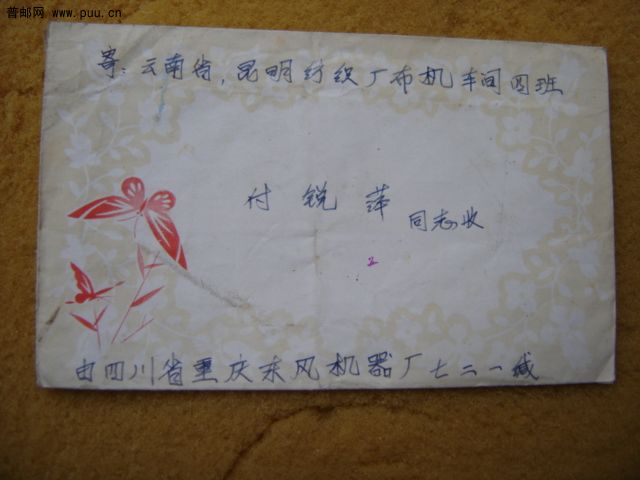 普邮网 www.puu.cn
寄：云南省，昆明纺织厂布机车间四班
付锐萍
同志收
2
由四川省重庆东风机器厂七二一缄